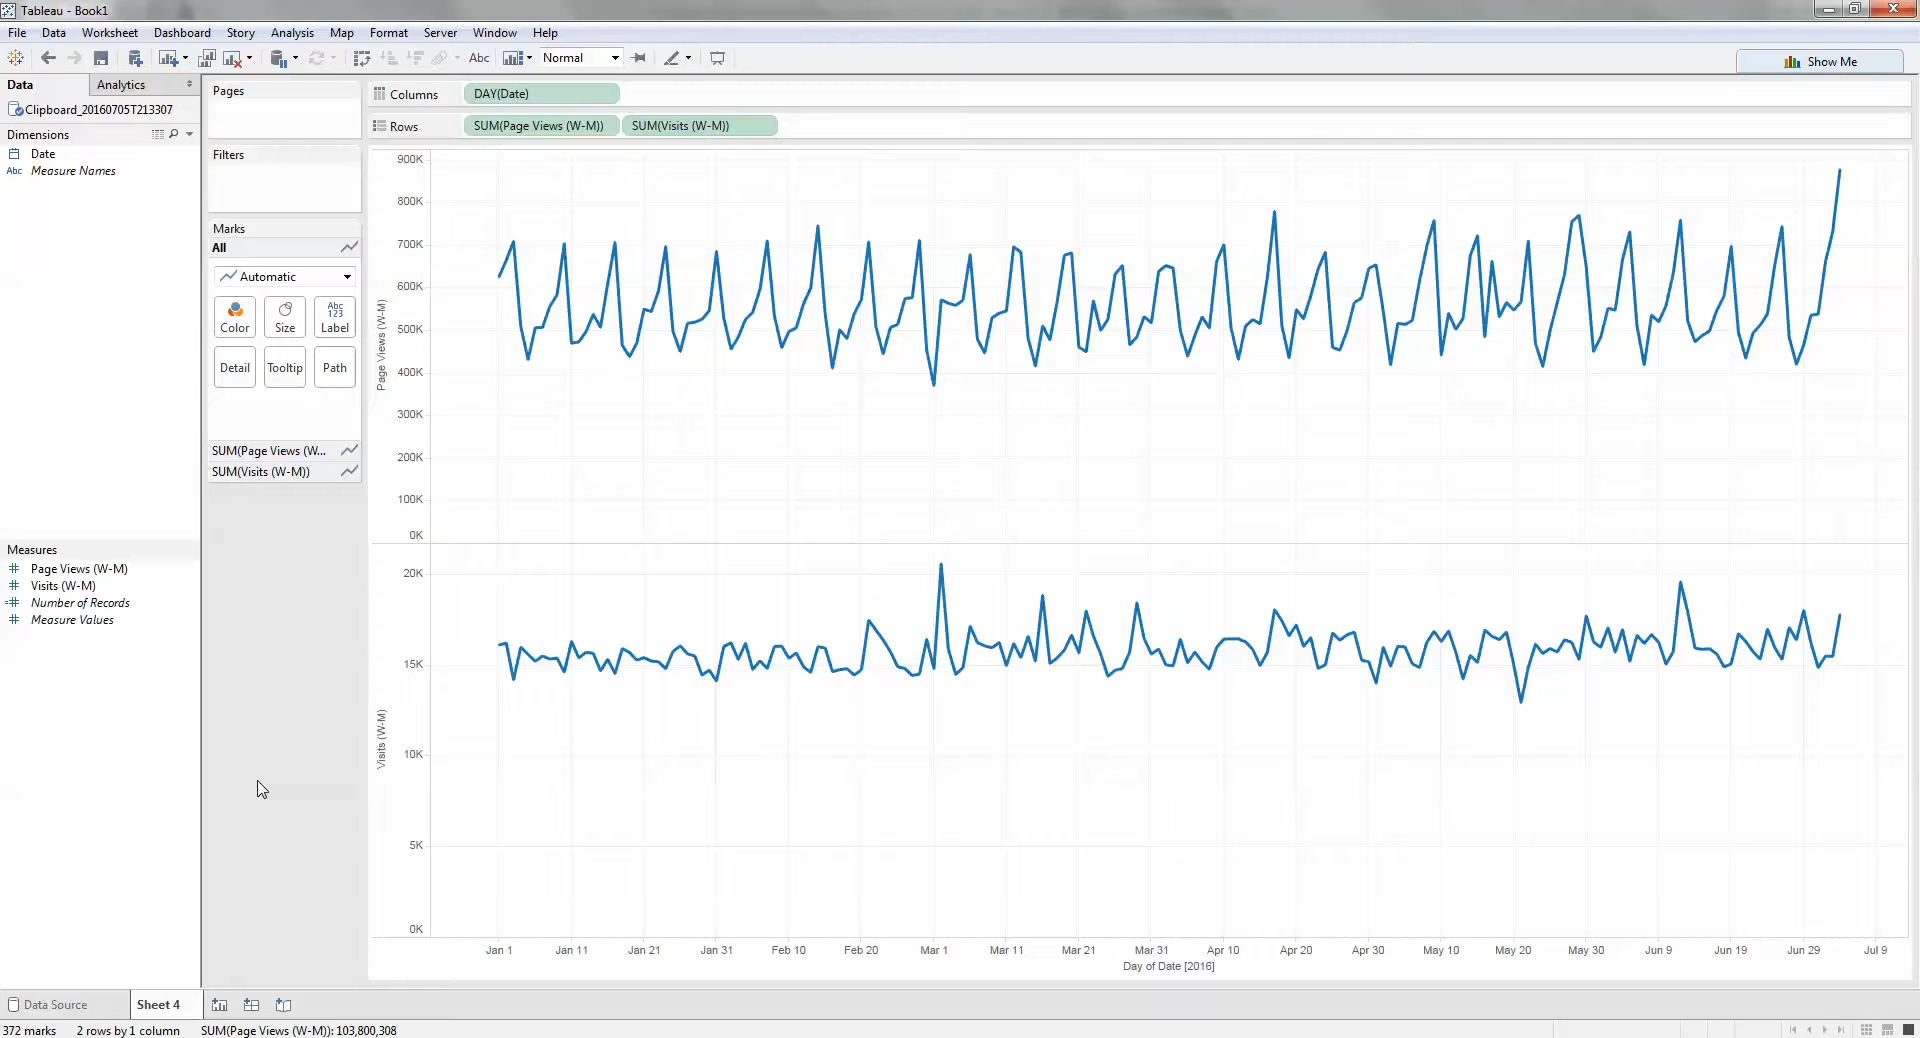 Tableau - Book1
File Data Worksheet Dashboard Story Analysis Map Format Server Window Help
Abc Normal Show Me
Data Analytics
Clipboard_20160705T213307
Dimensions
Date
Abc Measure Names
Measures
Page Views (W-M)
Visits (W-M)
Number of Records
Measure Values
Pages
Filters
Marks
All
Automatic
Color Size Abc 123 Label
Detail Tooltip Path
SUM(Page Views (W...
SUM(Visits (W-M))
Columns DAY(Date)
Rows SUM(Page Views (W-M)) SUM(Visits (W-M))
900K
800K
700K
600K
500K
400K
300K
200K
100K
0K
Page Views (W-M)
20K
15K
10K
5K
0K
Visits (W-M)
Jan 1 Jan 11 Jan 21 Jan 31 Feb 10 Feb 20 Mar 1 Mar 11 Mar 21 Mar 31 Apr 10 Apr 20 Apr 30 May 10 May 20 May 30 Jun 9 Jun 19 Jun 29 Jul 9
Day of Date [2016]
Data Source Sheet 4
372 marks 2 rows by 1 column SUM(Page Views (W-M)): 103,800,308